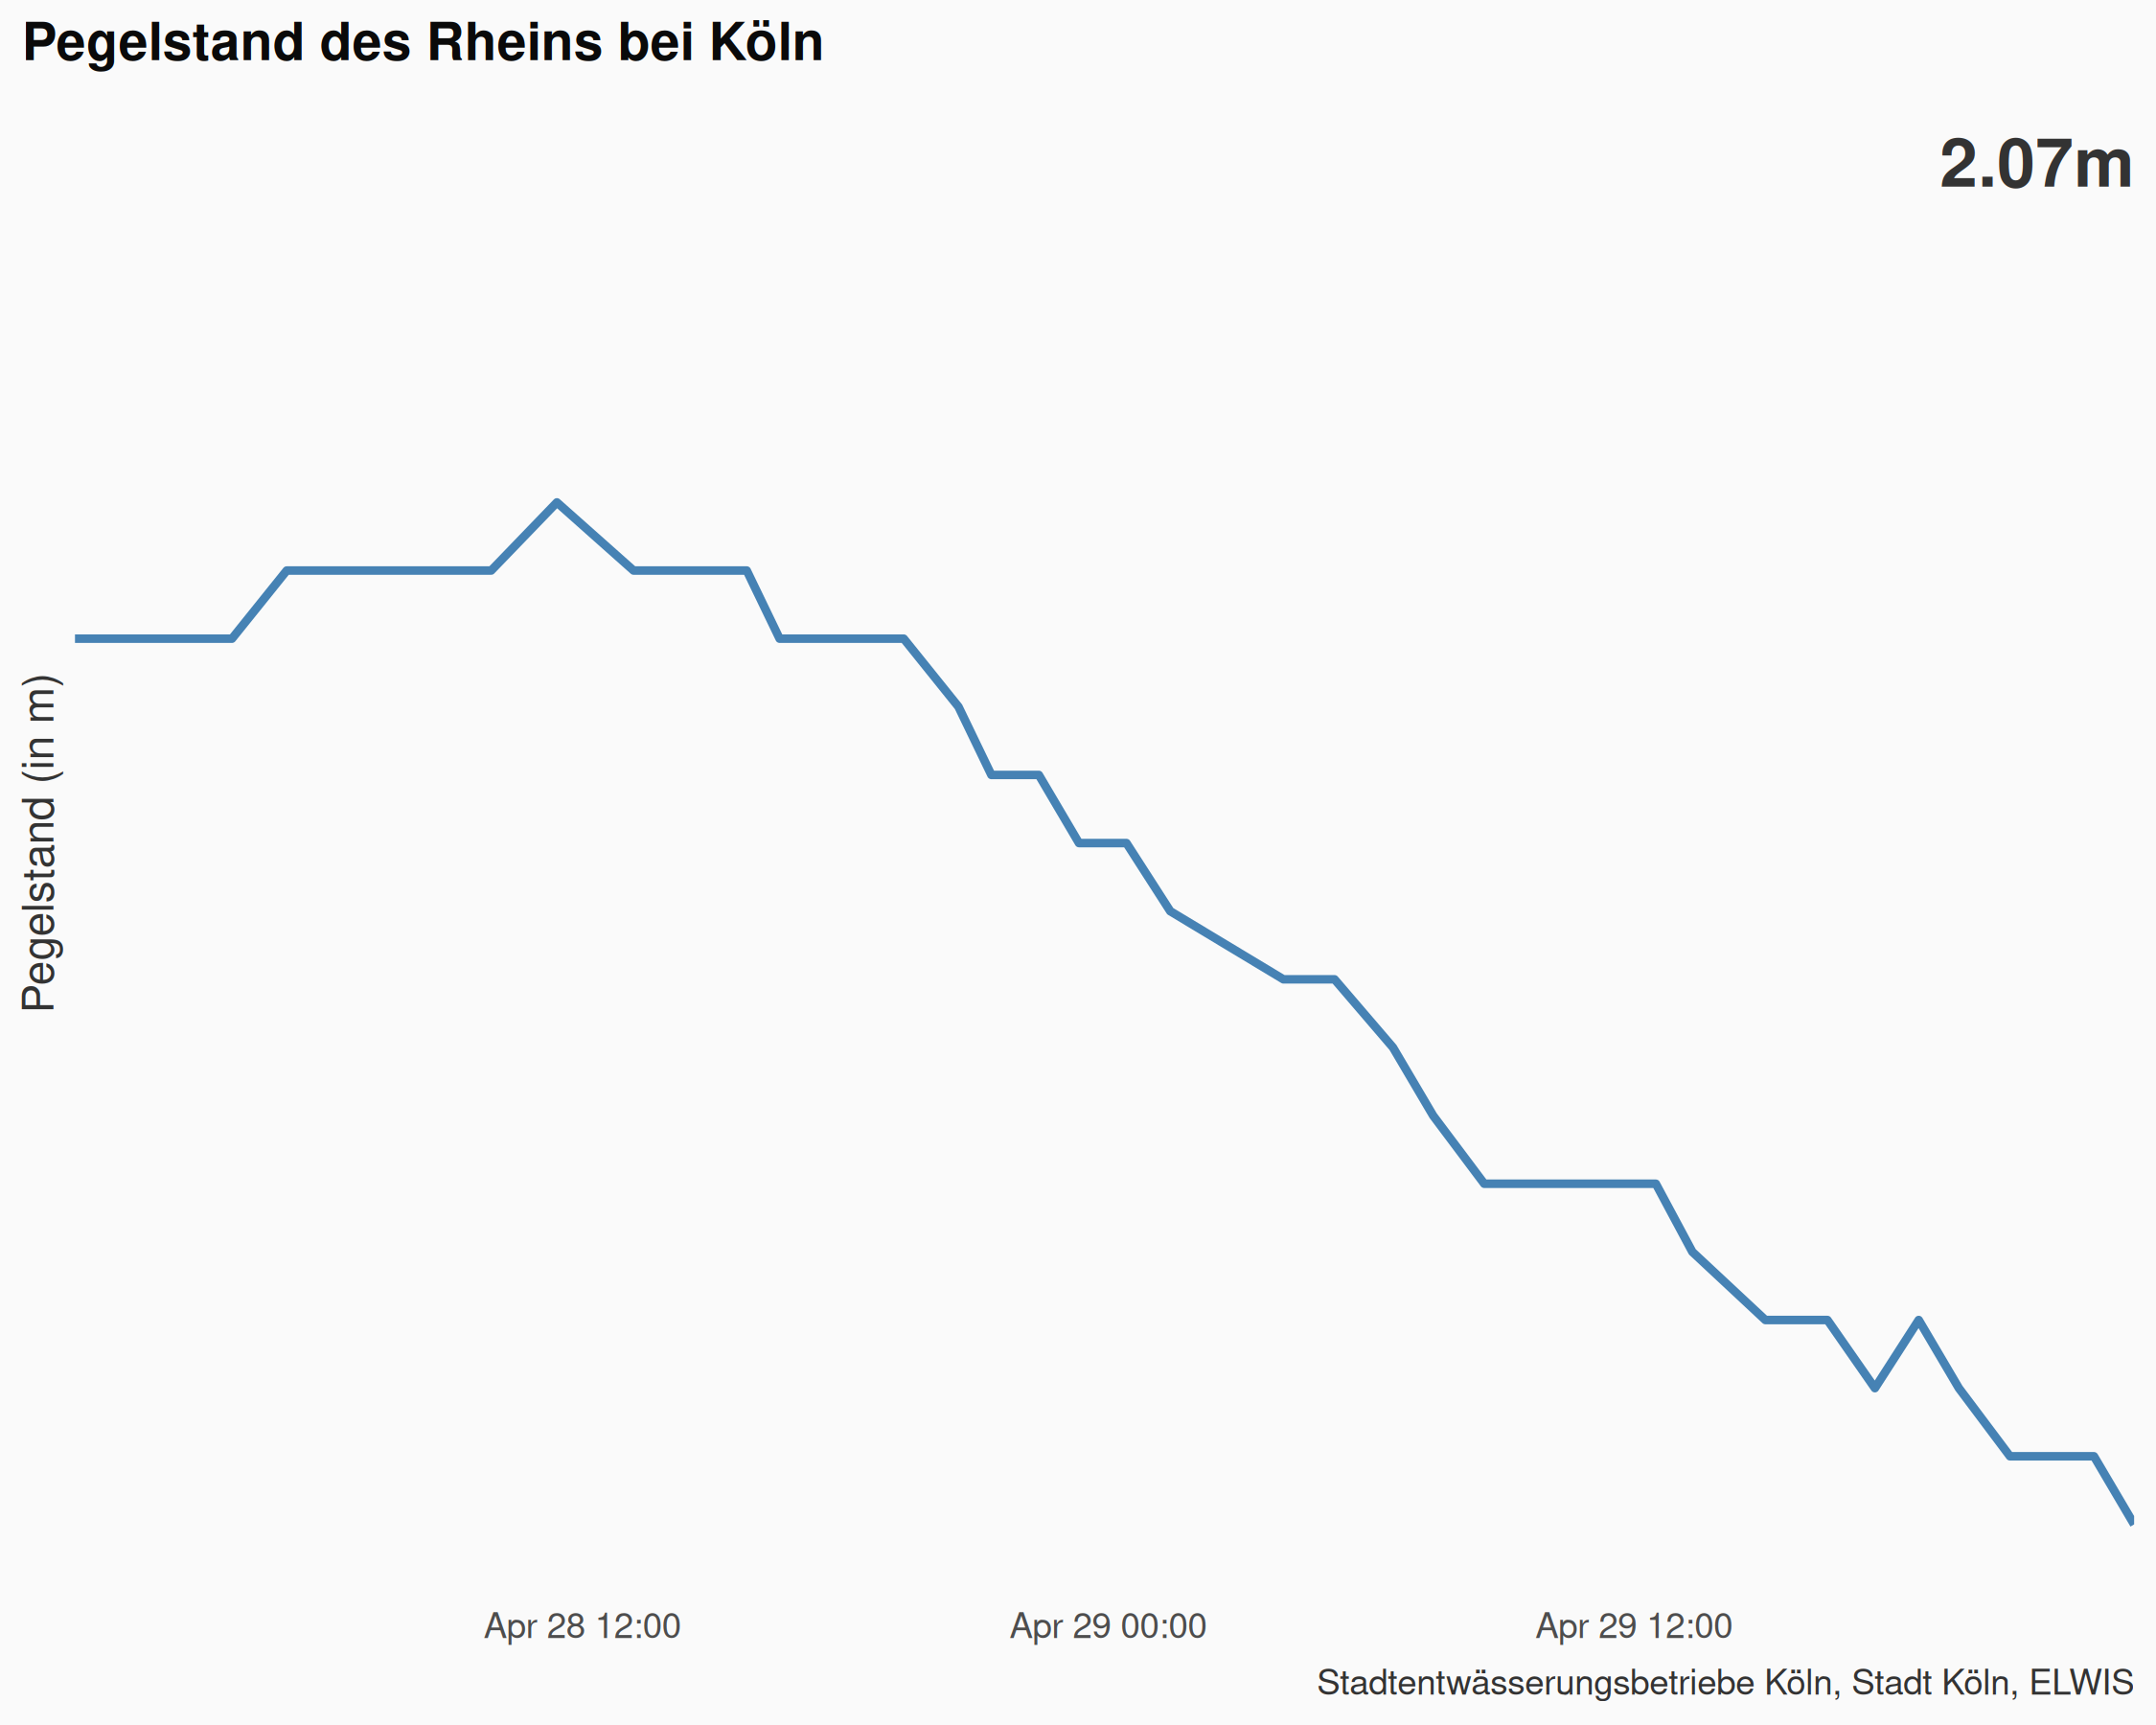 Pegelstand des Rheins bei Köln
2.07m
Pegelstand (in m)
Apr 28 12:00
Apr 29 00:00
Apr 29 12:00
Stadtentwässerungsbetriebe Köln, Stadt Köln, ELWIS